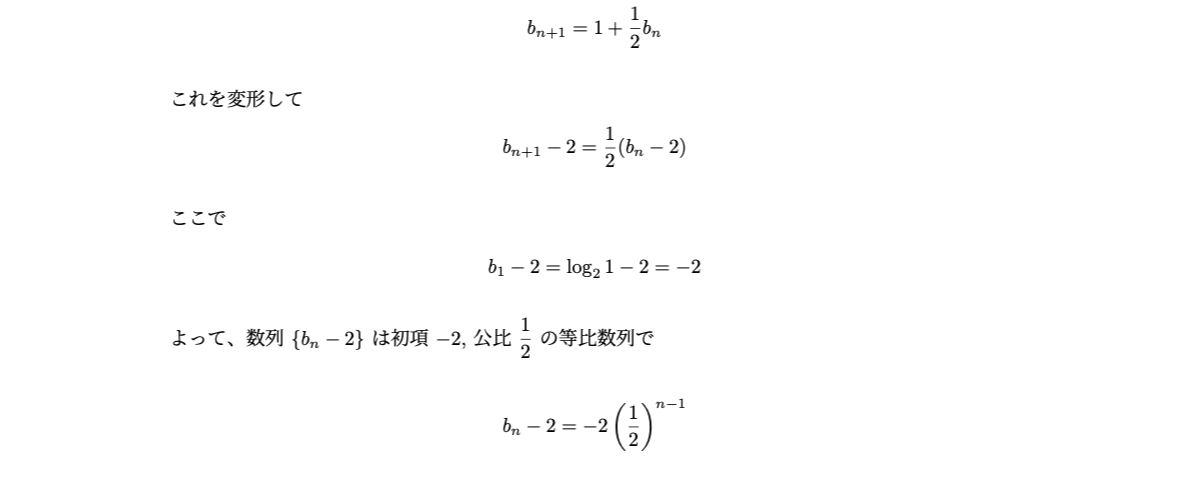 $b_{n+1} = 1 + \frac{1}{2}b_n$
これを変形して
$b_{n+1} - 2 = \frac{1}{2}(b_n - 2)$
ここで
$b_1 - 2 = \log_2 1 - 2 = -2$
よって、数列 $\{b_n - 2\}$ は初項 $-2$, 公比 $\frac{1}{2}$ の等比数列で
$b_n - 2 = -2\left(\frac{1}{2}\right)^{n-1}$